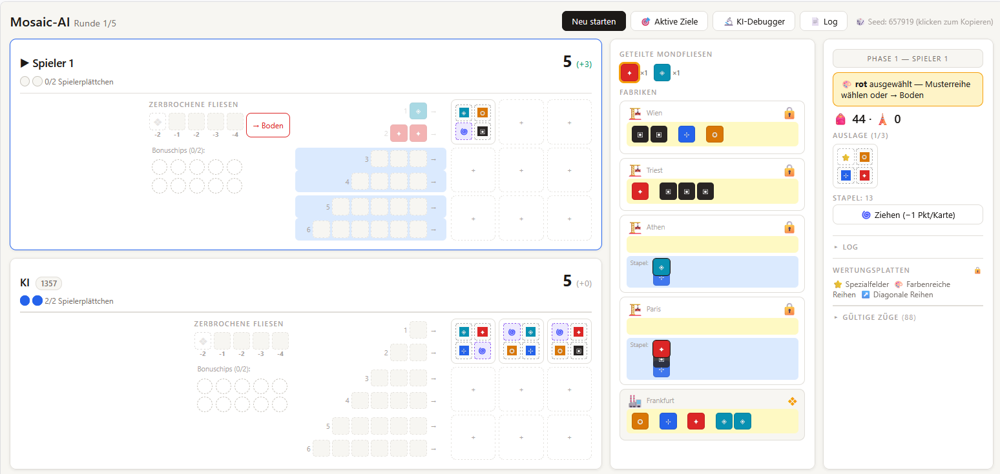 Mosaic-AI Runde 1/5
Neu starten
Aktive Ziele
KI-Debugger
Log
Seed: 657919 (klicken zum Kopieren)
▶ Spieler 1
5 (+3)
0/2 Spielerplättchen
ZERBROCHENE FLIESEN
-2 -1 -2 -3 -4
→ Boden
Bonuschips (0/2):
1 →
2 →
3 →
4 →
5 →
6 →
+ +
+ + +
+ + +
KI 1357
5 (+0)
2/2 Spielerplättchen
ZERBROCHENE FLIESEN
-2 -1 -2 -3 -4
Bonuschips (0/2):
1 →
2 →
3 →
4 →
5 →
6 →
+ + +
+ + +
GETEILTE MONDFLIESEN
×1 ×1
FABRIKEN
Wien
Triest
Athen
Stapel:
Paris
Stapel:
Frankfurt
PHASE 1 — SPIELER 1
rot ausgewählt — Musterreihe
wählen oder → Boden
44 · 0
AUSLAGE (1/3)
STAPEL: 13
Ziehen (−1 Pkt/Karte)
▸ LOG
WERTUNGSPLATTEN
Spezialfelder Farbenreiche
Reihen Diagonale Reihen
▸ GÜLTIGE ZÜGE (88)